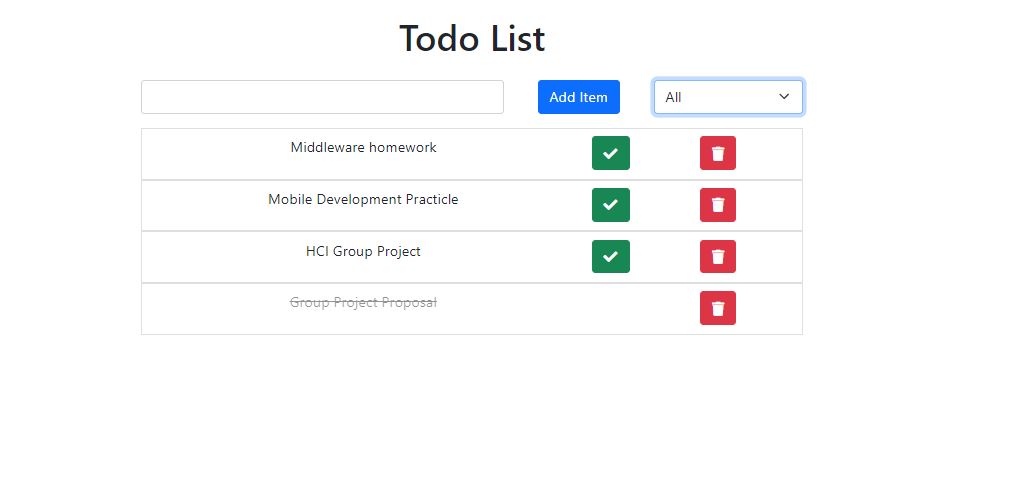 Todo List
Add Item
All
Middleware homework
Mobile Development Practicle
HCI Group Project
Group Project Proposal